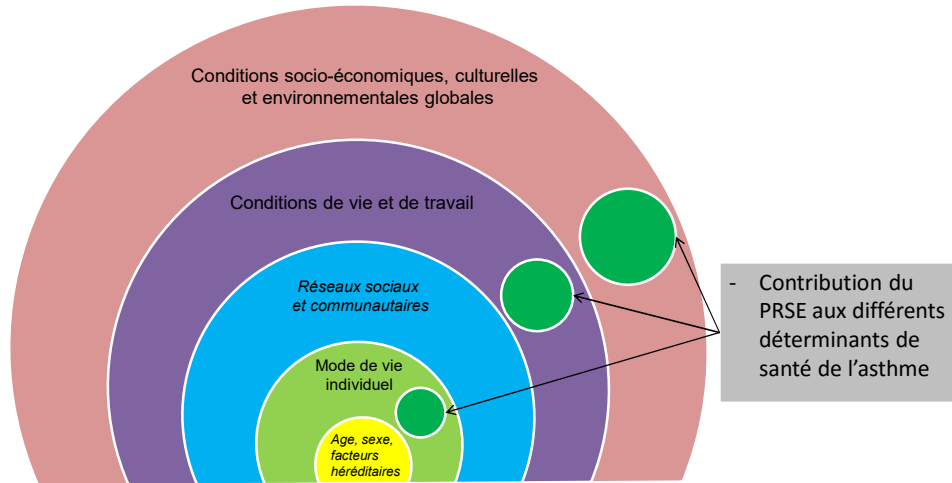 Conditions socio-économiques, culturelles
et environnementales globales
Conditions de vie et de travail
Réseaux sociaux
et communautaires
Mode de vie
individuel
Age, sexe,
facteurs
héréditaires
- Contribution du
PRSE aux différents
déterminants de
santé de l’asthme